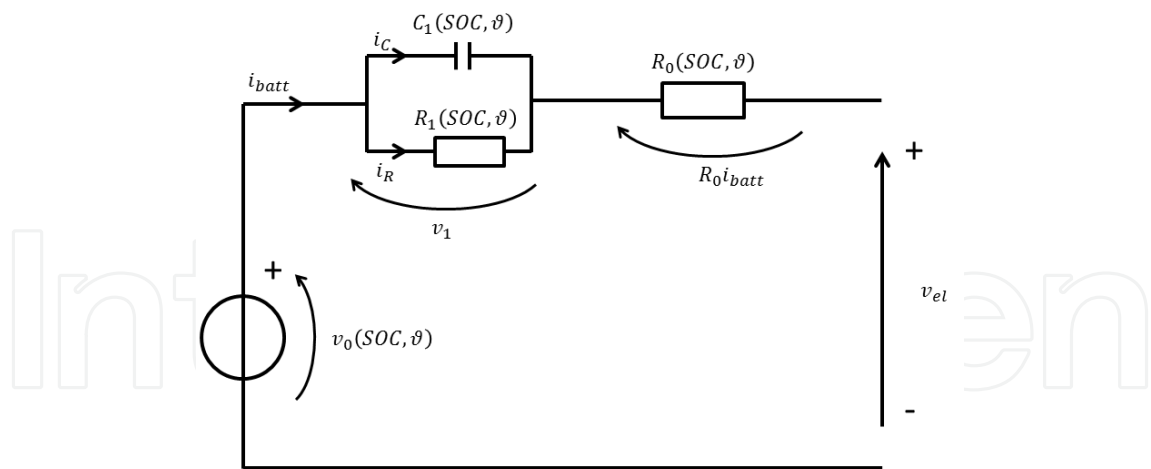 C₁(SOC, ϑ)
i_C
R₀(SOC, ϑ)
i_batt
R₁(SOC, ϑ)
i_R
+
R₀i_batt
v₁
+
v_el
v₀(SOC, ϑ)
-